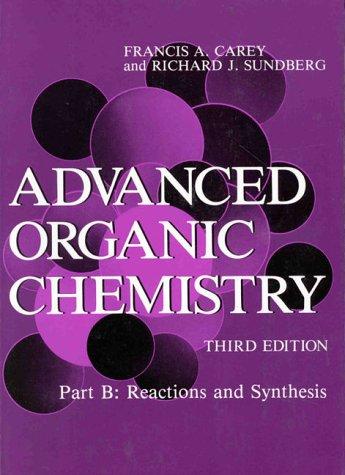 FRANCIS A. CAREY
and RICHARD J. SUNDBERG
ADVANCED
ORGANIC
CHEMISTRY
THIRD EDITION
Part B: Reactions and Synthesis